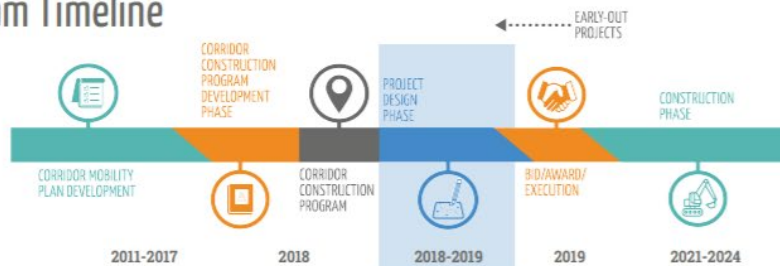 Timeline
EARLY-OUT
PROJECTS
CORRIDOR
CONSTRUCTION
PROGRAM
DEVELOPMENT
PHASE
PROJECT
DESIGN
PHASE
CONSTRUCTION
PHASE
CORRIDOR MOBILITY
PLAN DEVELOPMENT
CORRIDOR
CONSTRUCTION
PROGRAM
BID/AWARD/
EXECUTION
2011-2017
2018
2018-2019
2019
2021-2024